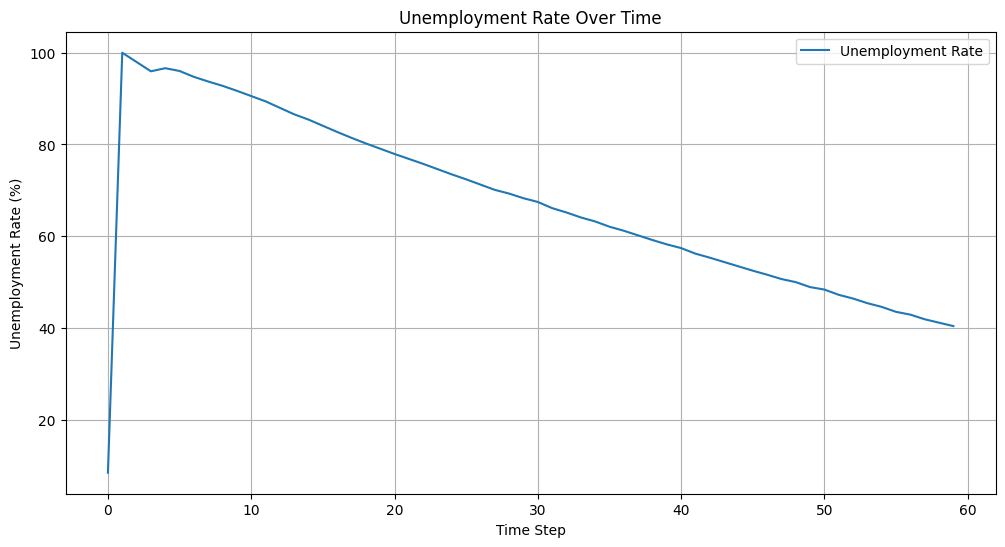 Unemployment Rate Over Time
Unemployment Rate
Unemployment Rate (%)
100
80
60
40
20
0 10 20 30 40 50 60
Time Step